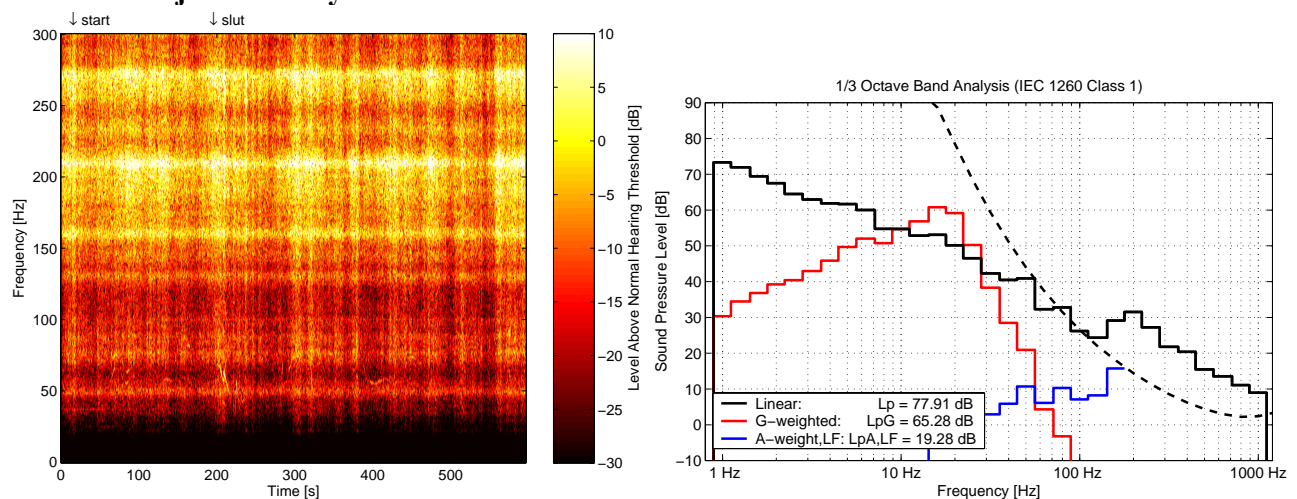 ↓ start
↓ slut
300
250
200
150
100
50
0
Frequency [Hz]
0
100
200
300
400
500
Time [s]
10
5
0
−5
−10
−15
−20
−25
−30
Level Above Normal Hearing Threshold [dB]
1/3 Octave Band Analysis (IEC 1260 Class 1)
90
80
70
60
50
40
30
20
10
0
−10
Sound Pressure Level [dB]
Linear: Lp = 77.91 dB
G−weighted: LpG = 65.28 dB
A−weight,LF: LpA,LF = 19.28 dB
1 Hz
10 Hz
100 Hz
1000 Hz
Frequency [Hz]